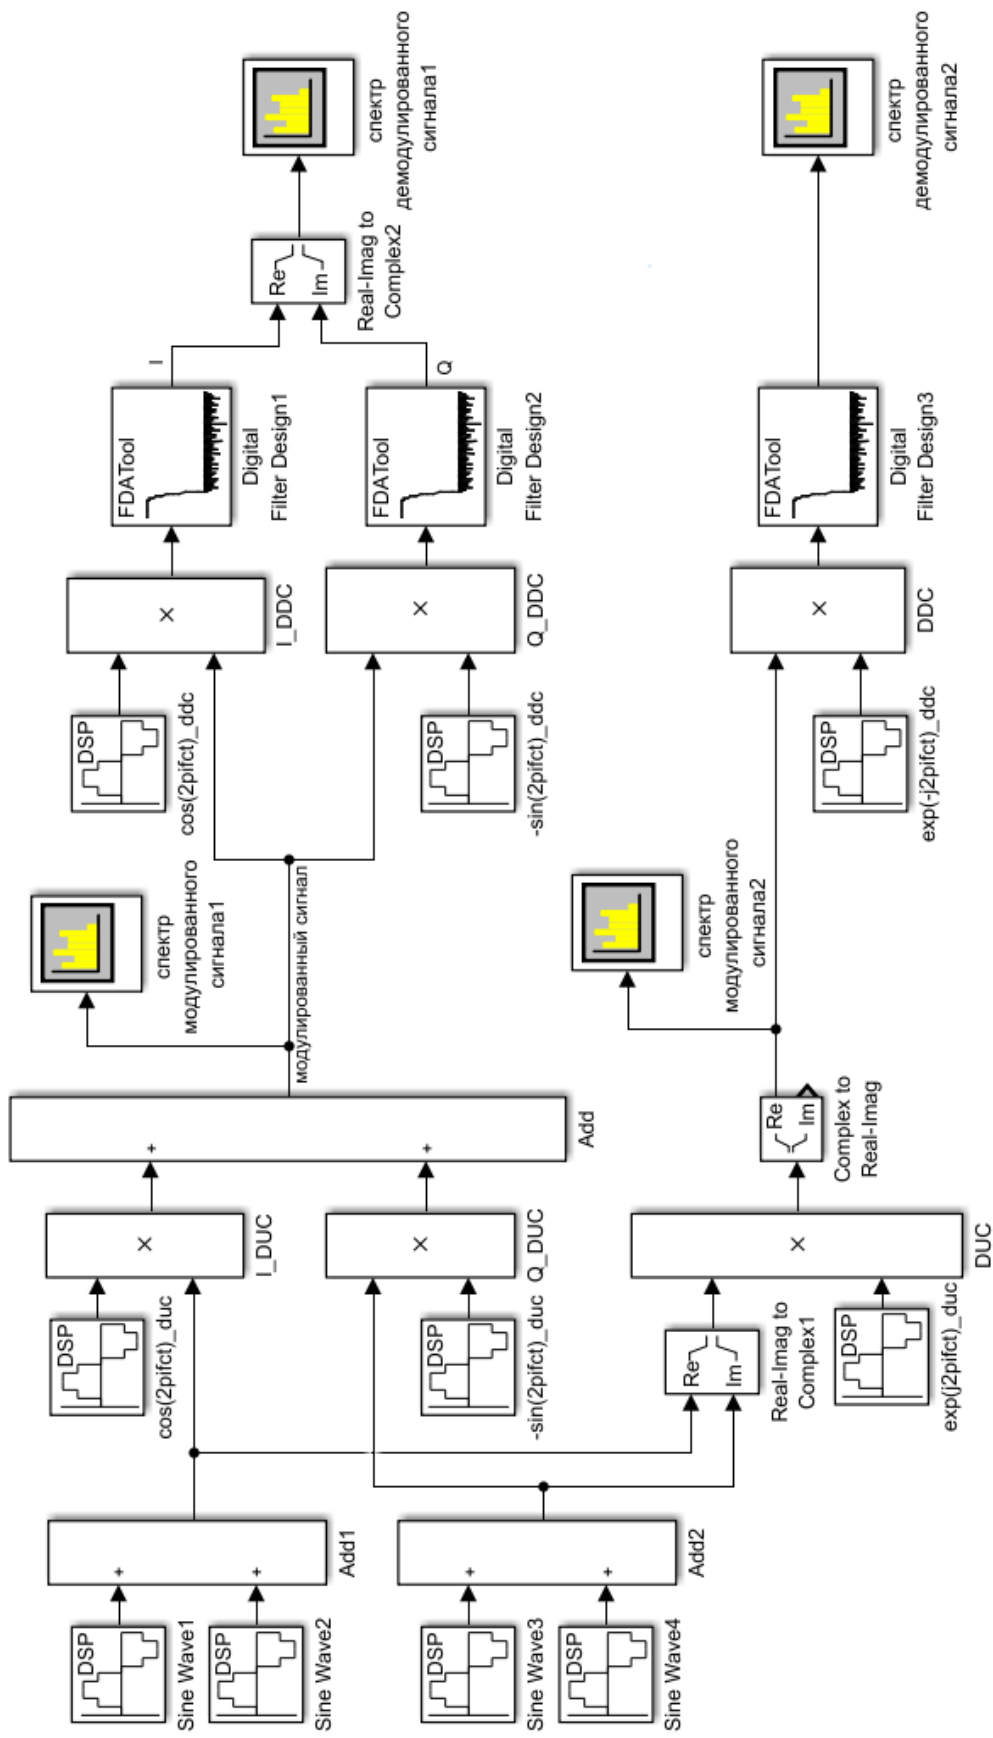 DSP
Sine Wave1
DSP
Sine Wave2
+
+
Add1
DSP
Sine Wave3
DSP
Sine Wave4
+
+
Add2
DSP
cos(2pifct)_duc
×
I_DUC
DSP
-sin(2pifct)_duc
×
Q_DUC
+
+
Add
модулированный сигнал
спектр
модулированного
сигнала1
DSP
cos(2pifct)_ddc
×
I_DDC
DSP
-sin(2pifct)_ddc
×
Q_DDC
FDATool
Digital
Filter Design1
I
FDATool
Digital
Filter Design2
Q
Re
Im
Real-Imag to
Complex2
спектр
демодулированного
сигнала1
Re
Im
Real-Imag to
Complex1
DSP
exp(j2pifct)_duc
×
DUC
Re
Im
Complex to
Real-Imag
спектр
модулированного
сигнала2
DSP
exp(-j2pifct)_ddc
×
DDC
FDATool
Digital
Filter Design3
спектр
демодулированного
сигнала2